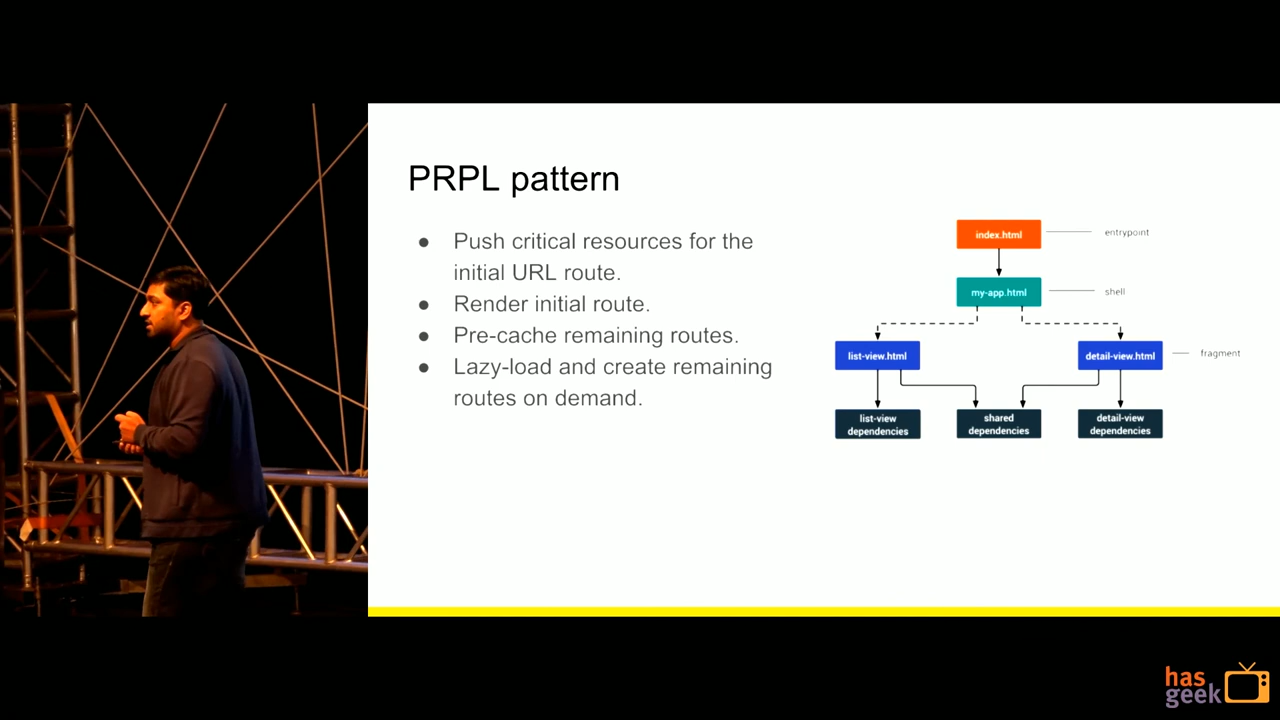 PRPL pattern
● Push critical resources for the
initial URL route.
● Render initial route.
● Pre-cache remaining routes.
● Lazy-load and create remaining
routes on demand.
index.html
entrypoint
my-app.html
shell
list-view.html
detail-view.html
fragment
list-view
dependencies
shared
dependencies
detail-view
dependencies
has
geek